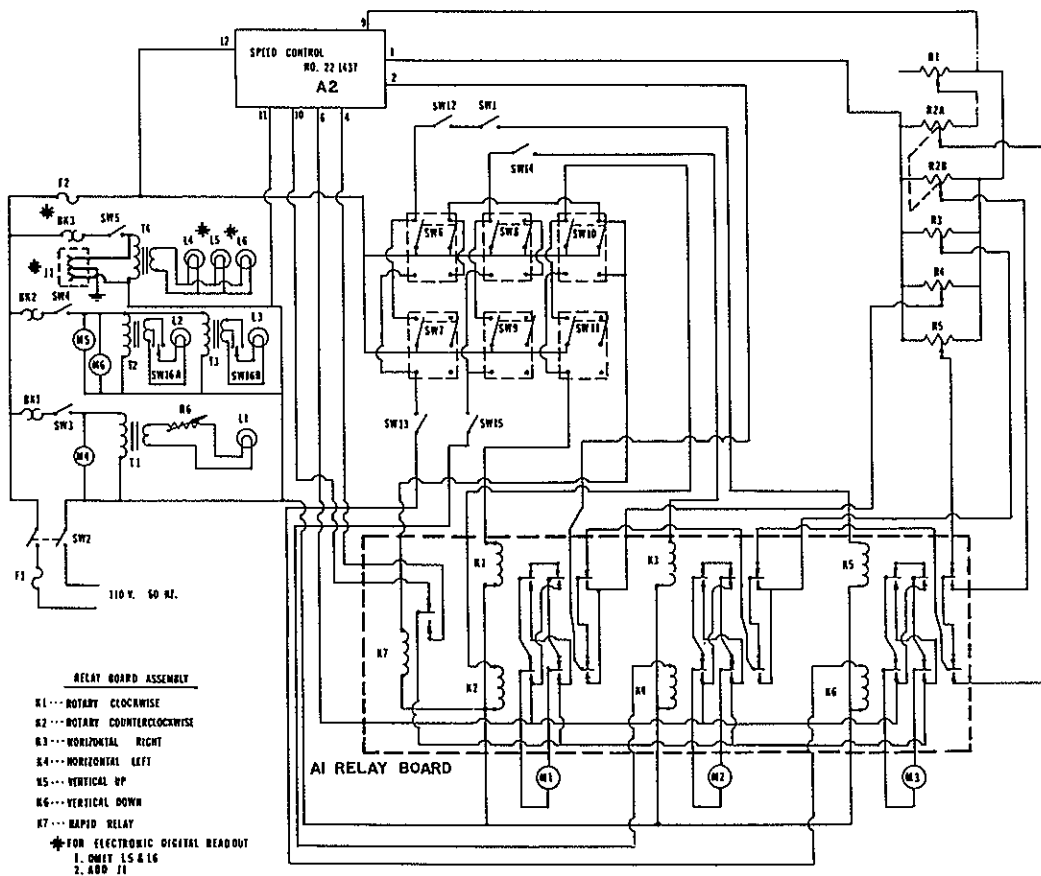 9
L2
SPEED CONTROL
NO. 22 1437
A2
1
2
11
10
6
4
SW12
SW1
SW14
R1
R2A
R2B
R3
R4
R5
F2
BK3
SW5
T4
L4
L5
L6
J1
BK2
SW4
M5
M6
T2
L2
T3
L3
SW16A
SW16B
BK1
SW3
M4
T1
R6
L1
SW6
SW8
SW10
SW7
SW9
SW11
SW13
SW15
SW2
F1
110 V. 60 HZ.
K1
K3
K5
K7
K2
K4
K6
A1 RELAY BOARD
M1
M2
M3
RELAY BOARD ASSEMBLY
K1···ROTARY CLOCKWISE
K2···ROTARY COUNTERCLOCKWISE
K3···HORIZONTAL RIGHT
K4···HORIZONTAL LEFT
K5···VERTICAL UP
K6···VERTICAL DOWN
K7···RAPID RELAY
✱FOR ELECTRONIC DIGITAL READOUT
1. OMIT L5 & L6
2. ADD J1